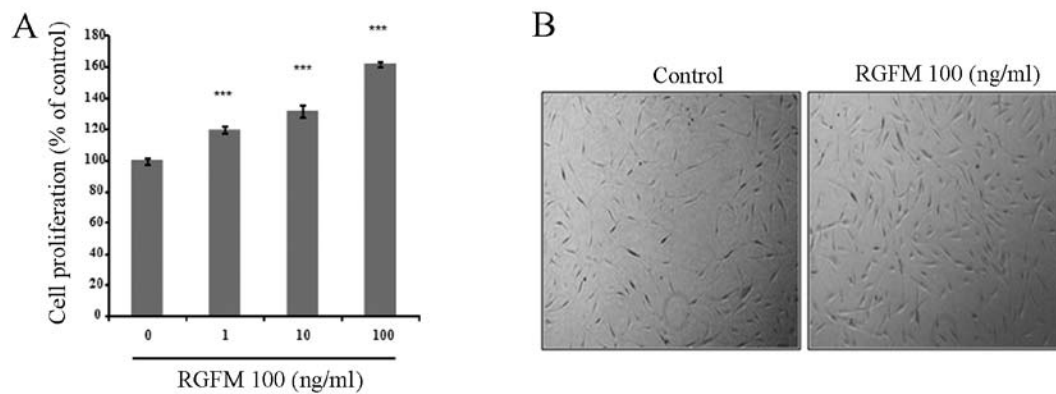 A
Cell proliferation (% of control)
180
160
140
120
100
80
60
40
20
0
***
***
***
0 1 10 100
RGFM 100 (ng/ml)
B
Control
RGFM 100 (ng/ml)